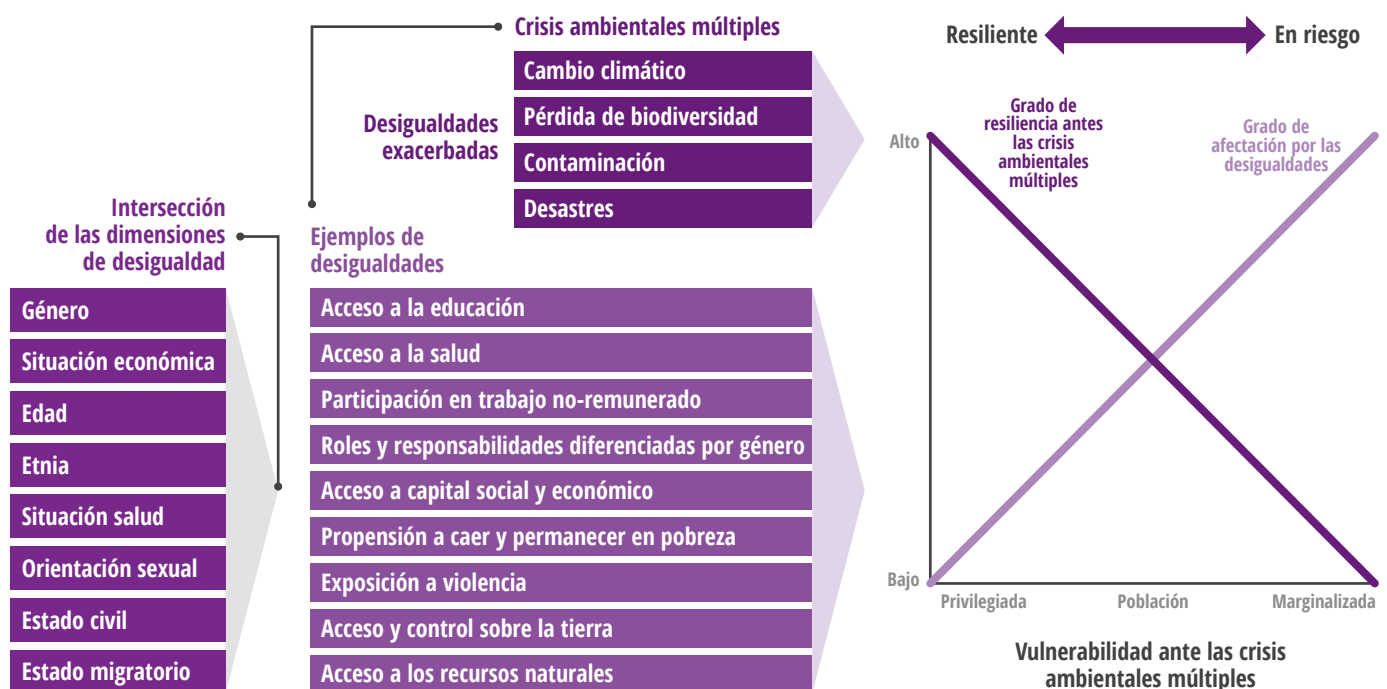 Intersección
de las dimensiones
de desigualdad
Género
Situación económica
Edad
Etnia
Situación salud
Orientación sexual
Estado civil
Estado migratorio
Desigualdades
exacerbadas
Ejemplos de
desigualdades
Acceso a la educación
Acceso a la salud
Participación en trabajo no-remunerado
Roles y responsabilidades diferenciadas por género
Acceso a capital social y económico
Propensión a caer y permanecer en pobreza
Exposición a violencia
Acceso y control sobre la tierra
Acceso a los recursos naturales
Crisis ambientales múltiples
Cambio climático
Pérdida de biodiversidad
Contaminación
Desastres
Resiliente
En riesgo
Grado de
resiliencia antes
las crisis
ambientales
múltiples
Grado de
afectación por las
desigualdades
Alto
Bajo
Privilegiada
Población
Marginalizada
Vulnerabilidad ante las crisis
ambientales múltiples